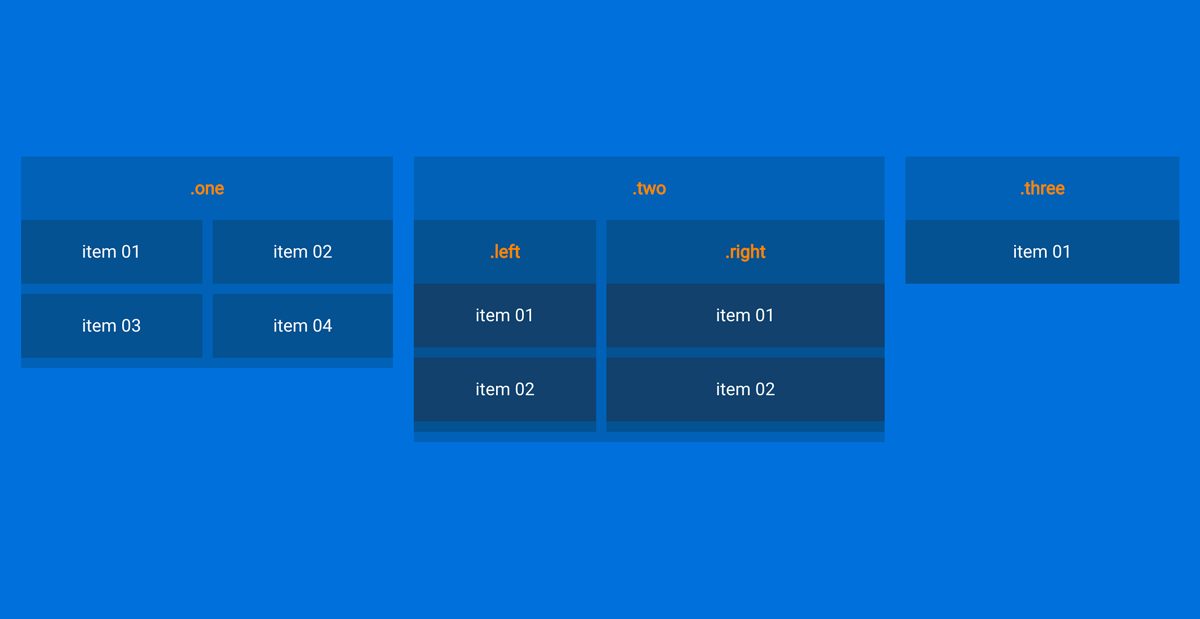 .one
item 01
item 02
item 03
item 04
.two
.left
item 01
item 02
.right
item 01
item 02
.three
item 01